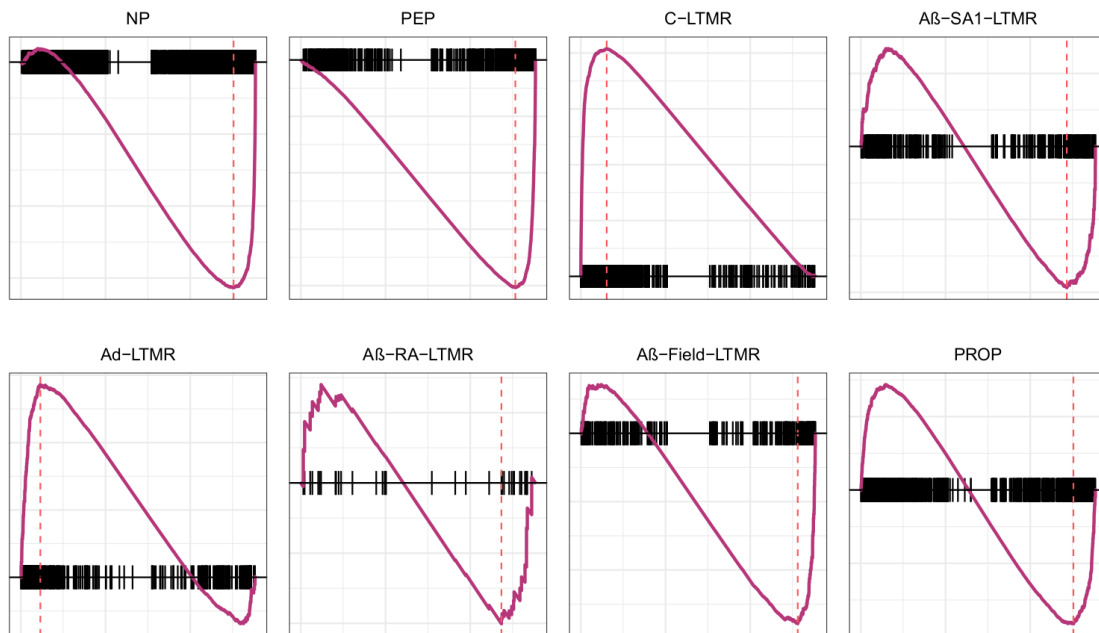 NP
PEP
C−LTMR
Aß−SA1−LTMR
Ad−LTMR
Aß−RA−LTMR
Aß−Field−LTMR
PROP